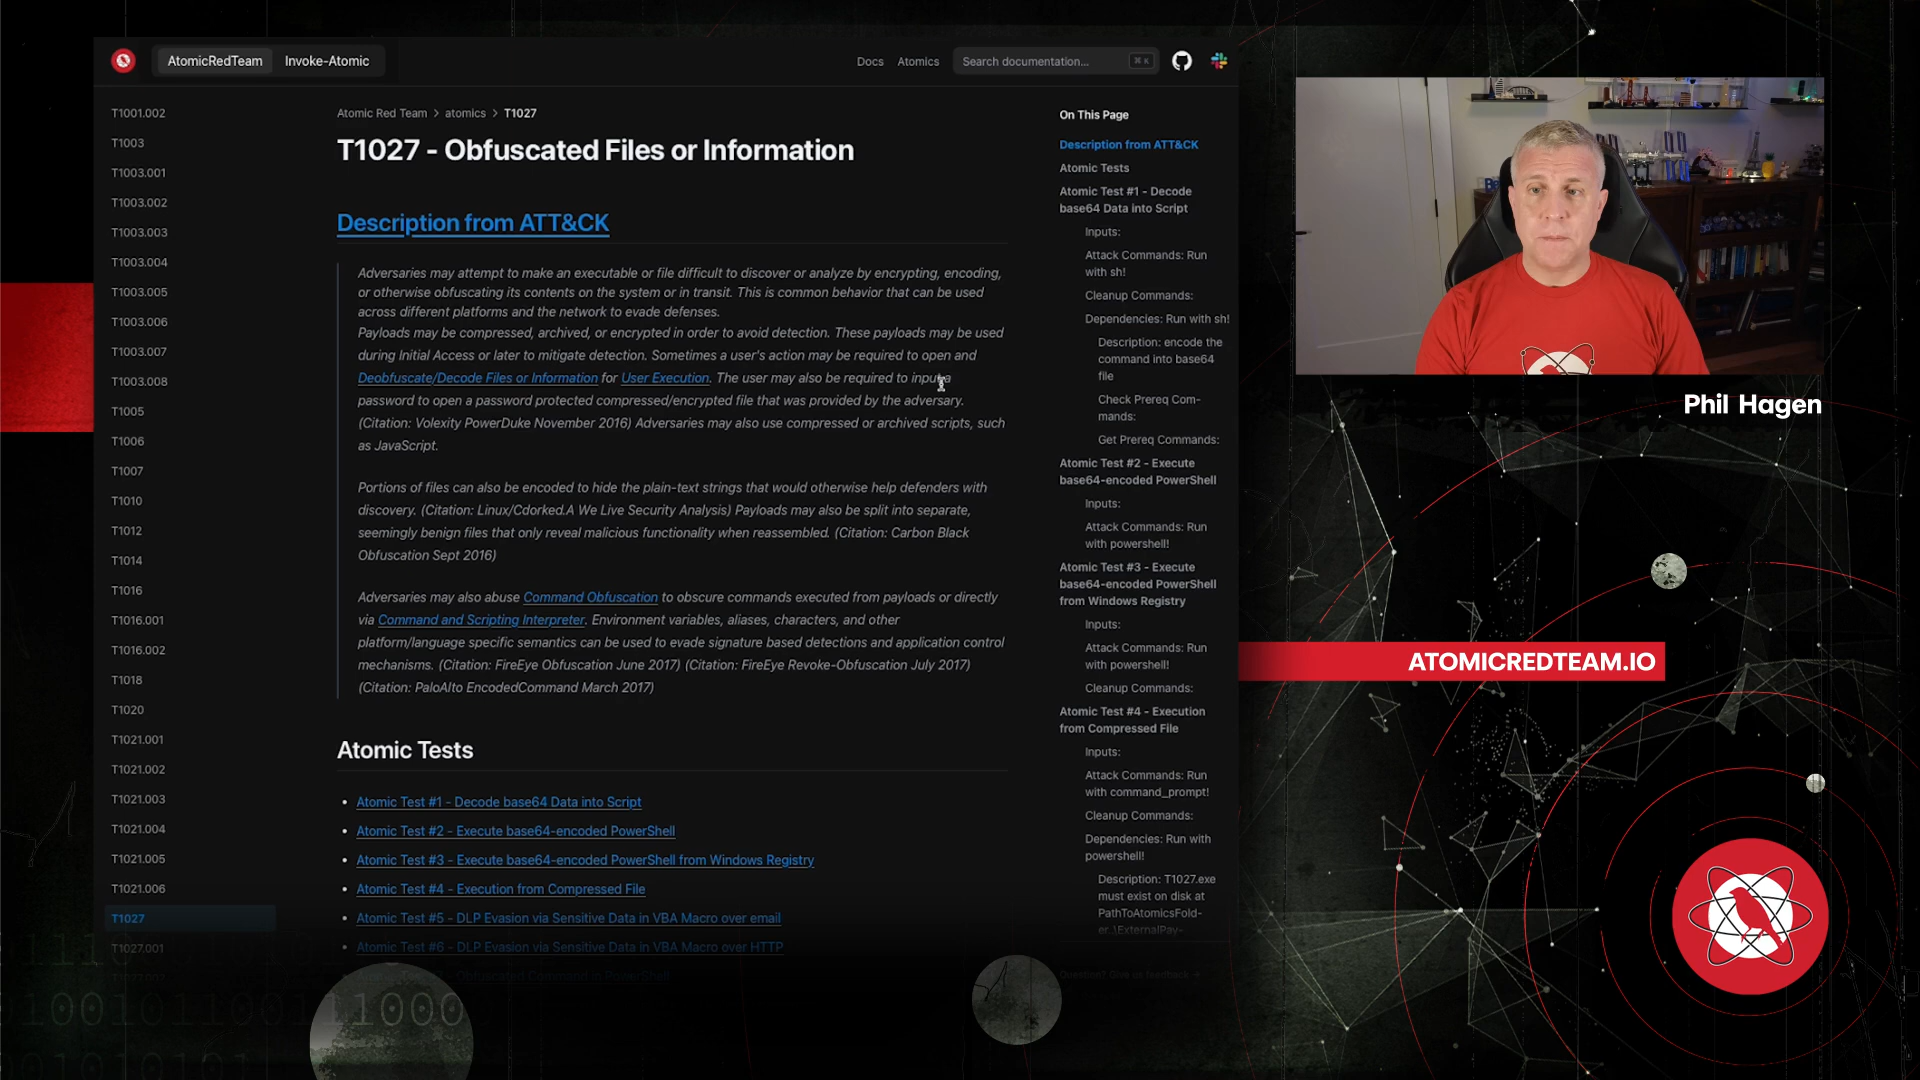 AtomicRedTeam
Invoke-Atomic
Docs
Atomics
Search documentation...
⌘ K
T1001.002
T1003
T1003.001
T1003.002
T1003.003
T1003.004
T1003.005
T1003.006
T1003.007
T1003.008
T1005
T1006
T1007
T1010
T1012
T1014
T1016
T1016.001
T1016.002
T1018
T1020
T1021.001
T1021.002
T1021.003
T1021.004
T1021.005
T1021.006
T1027
T1027.001
Atomic Red Team > atomics > T1027
T1027 - Obfuscated Files or Information
Description from ATT&CK
Adversaries may attempt to make an executable or file difficult to discover or analyze by encrypting, encoding,
or otherwise obfuscating its contents on the system or in transit. This is common behavior that can be used
across different platforms and the network to evade defenses.
Payloads may be compressed, archived, or encrypted in order to avoid detection. These payloads may be used
during Initial Access or later to mitigate detection. Sometimes a user's action may be required to open and
Deobfuscate/Decode Files or Information for User Execution. The user may also be required to input a
password to open a password protected compressed/encrypted file that was provided by the adversary.
(Citation: Volexity PowerDuke November 2016) Adversaries may also use compressed or archived scripts, such
as JavaScript.
Portions of files can also be encoded to hide the plain-text strings that would otherwise help defenders with
discovery. (Citation: Linux/Cdorked.A We Live Security Analysis) Payloads may also be split into separate,
seemingly benign files that only reveal malicious functionality when reassembled. (Citation: Carbon Black
Obfuscation Sept 2016)
Adversaries may also abuse Command Obfuscation to obscure commands executed from payloads or directly
via Command and Scripting Interpreter. Environment variables, aliases, characters, and other
platform/language specific semantics can be used to evade signature based detections and application control
mechanisms. (Citation: FireEye Obfuscation June 2017) (Citation: FireEye Revoke-Obfuscation July 2017)
(Citation: PaloAlto EncodedCommand March 2017)
Atomic Tests
• Atomic Test #1 - Decode base64 Data into Script
• Atomic Test #2 - Execute base64-encoded PowerShell
• Atomic Test #3 - Execute base64-encoded PowerShell from Windows Registry
• Atomic Test #4 - Execution from Compressed File
• Atomic Test #5 - DLP Evasion via Sensitive Data in VBA Macro over email
• Atomic Test #6 - DLP Evasion via Sensitive Data in VBA Macro over HTTP
On This Page
Description from ATT&CK
Atomic Tests
Atomic Test #1 - Decode
base64 Data into Script
Inputs:
Attack Commands: Run
with sh!
Cleanup Commands:
Dependencies: Run with sh!
Description: encode the
command into base64
file
Check Prereq Com-
mands:
Get Prereq Commands:
Atomic Test #2 - Execute
base64-encoded PowerShell
Inputs:
Attack Commands: Run
with powershell!
Atomic Test #3 - Execute
base64-encoded PowerShell
from Windows Registry
Inputs:
Attack Commands: Run
with powershell!
Cleanup Commands:
Atomic Test #4 - Execution
from Compressed File
Inputs:
Attack Commands: Run
with command_prompt!
Cleanup Commands:
Dependencies: Run with
powershell!
Description: T1027.exe
must exist on disk at
PathToAtomicsFold-
er..\ExternalPay-
Question? Give us feedback →
Phil Hagen
ATOMICREDTEAM.IO